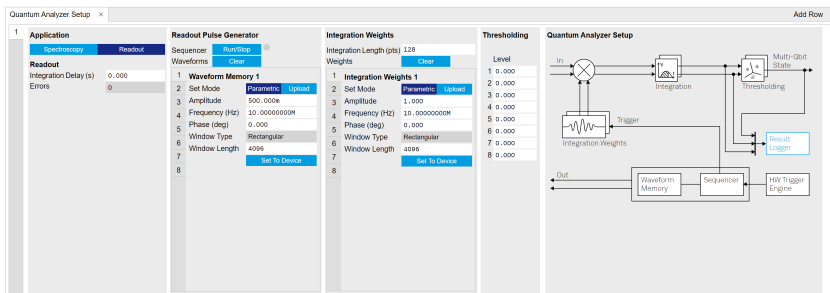 Quantum Analyzer Setup ×
Add Row
1
Application
Spectroscopy Readout
Readout
Integration Delay (s) 0.000
Errors 0
Readout Pulse Generator
Sequencer Run/Stop
Waveforms Clear
1 Waveform Memory 1
2 Set Mode Parametric Upload
3 Amplitude 500.000m
4 Frequency (Hz) 10.00000000M
5 Phase (deg) 0.000
6 Window Type Rectangular
7 Window Length 4096
8 Set To Device
Integration Weights
Integration Length (pts) 128
Weights Clear
1 Integration Weights 1
2 Set Mode Parametric Upload
3 Amplitude 1.000
4 Frequency (Hz) 10.00000000M
5 Phase (deg) 0.000
6 Window Type Rectangular
7 Window Length 4096
8 Set To Device
Thresholding
Level
1 0.000
2 0.000
3 0.000
4 0.000
5 0.000
6 0.000
7 0.000
8 0.000
Quantum Analyzer Setup
In
Multi-Qbit
State
Integration
Thresholding
Trigger
Integration Weights
Result
Logger
Out
Waveform
Memory
Sequencer
HW Trigger
Engine